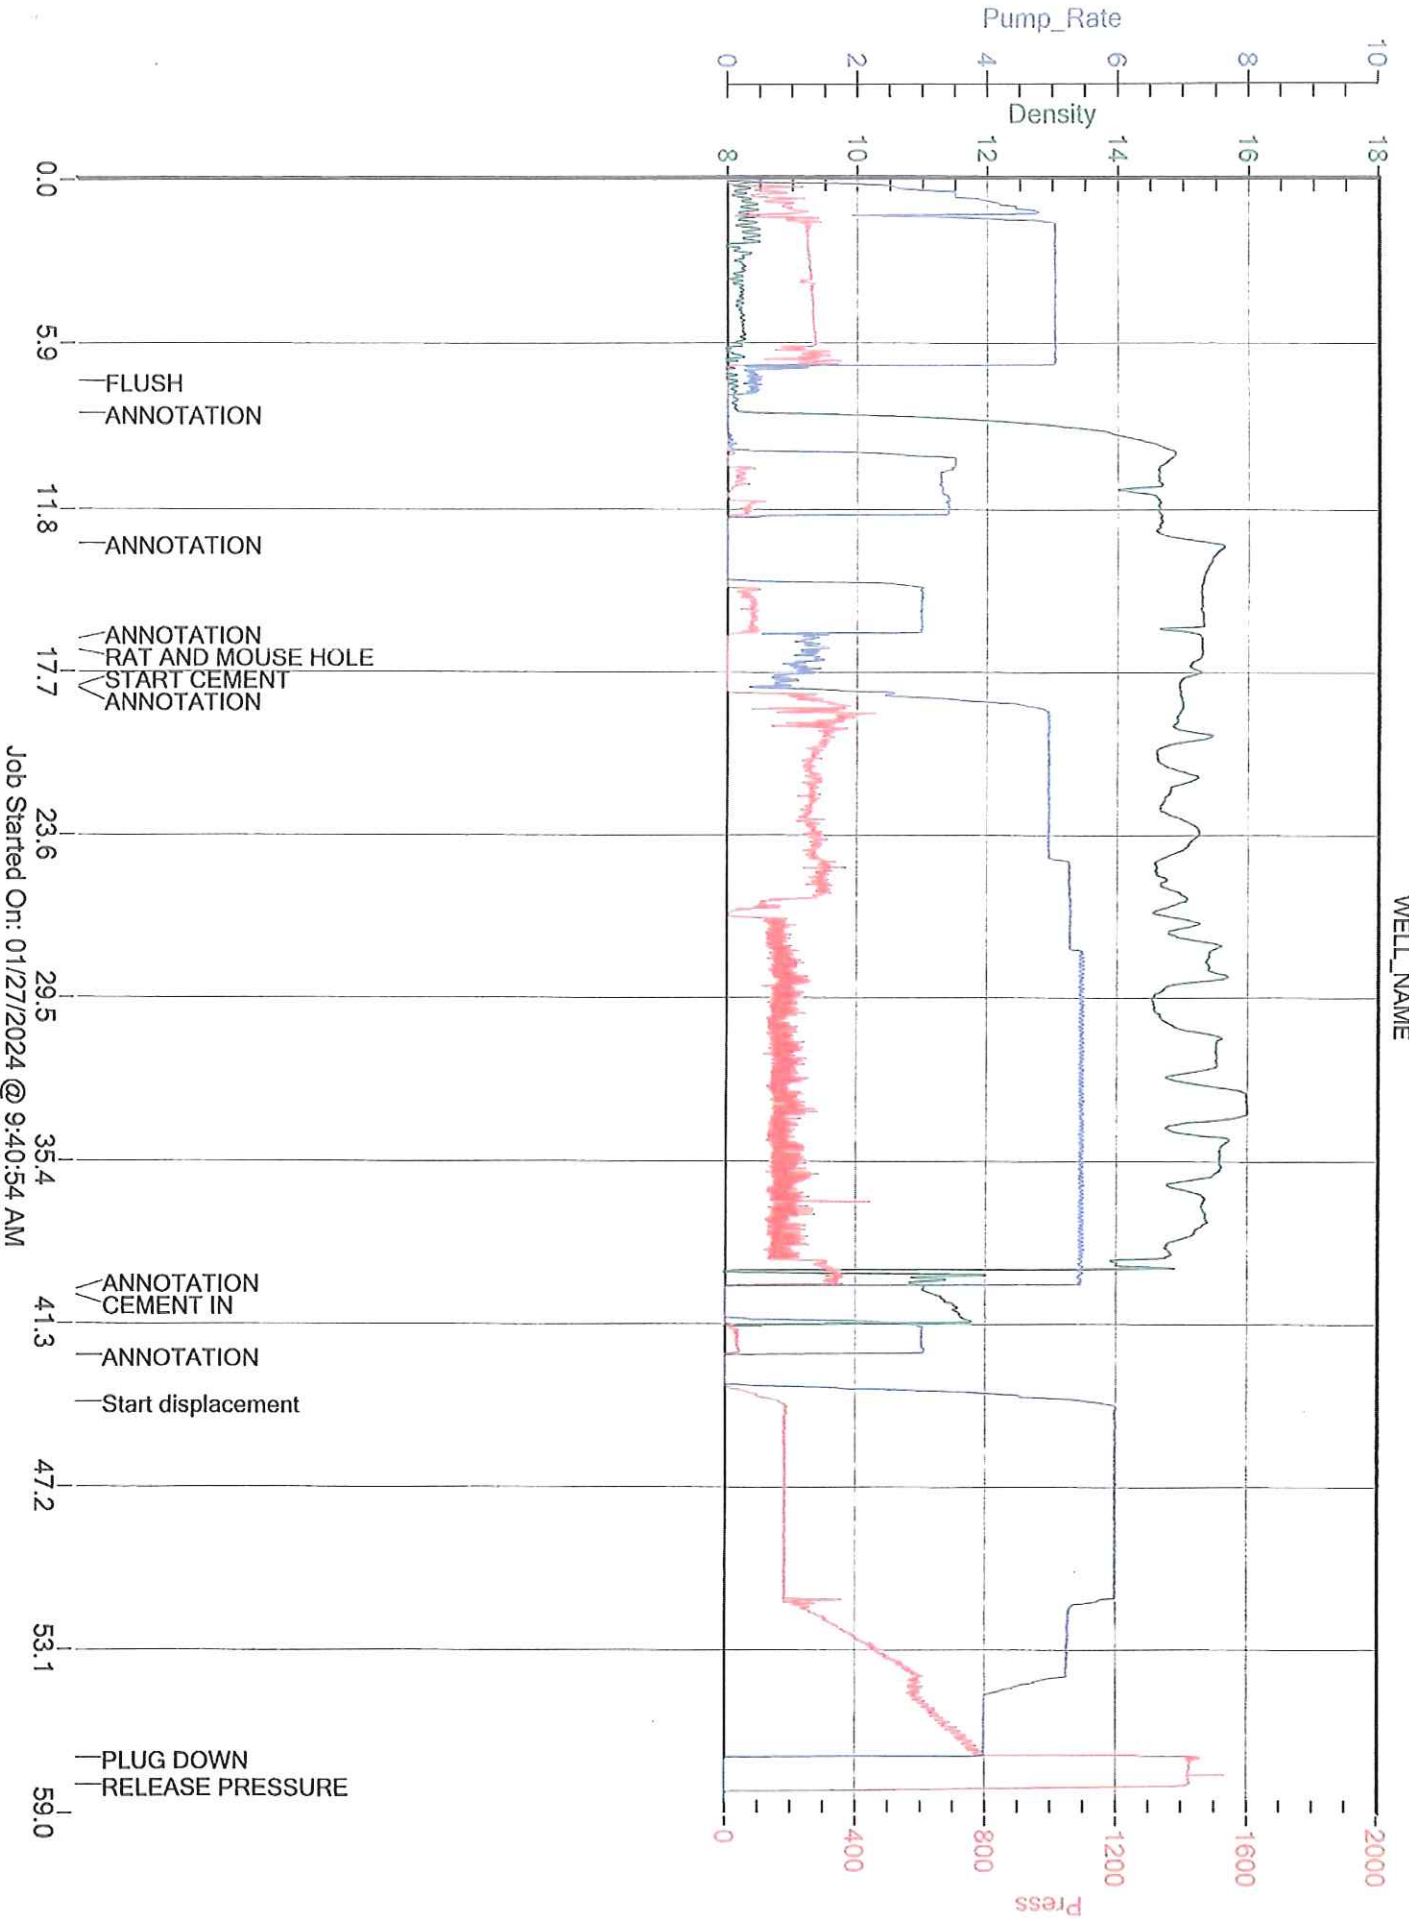 WELL_NAME
Pump_Rate
10
8
6
4
2
0
Density
18
16
14
12
10
8
Press
2000
1600
1200
800
400
0
0.0
5.9
11.8
17.7
23.6
29.5
35.4
41.3
47.2
53.1
59.0
FLUSH
ANNOTATION
ANNOTATION
ANNOTATION
RAT AND MOUSE HOLE
START CEMENT
ANNOTATION
ANNOTATION
CEMENT IN
ANNOTATION
Start displacement
PLUG DOWN
RELEASE PRESSURE
Job Started On: 01/27/2024 @ 9:40:54 AM